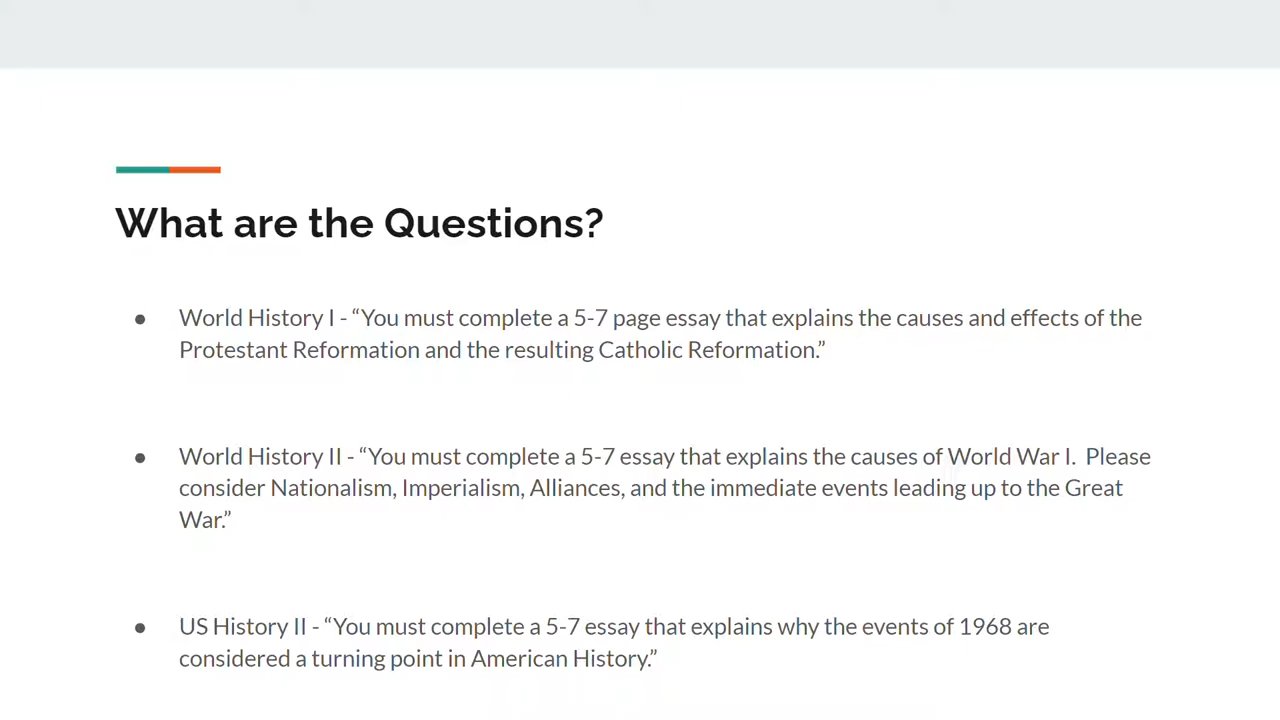 What are the Questions?
● World History I - “You must complete a 5-7 page essay that explains the causes and effects of the
Protestant Reformation and the resulting Catholic Reformation.”
● World History II - “You must complete a 5-7 essay that explains the causes of World War I.  Please
consider Nationalism, Imperialism, Alliances, and the immediate events leading up to the Great
War.”
● US History II - “You must complete a 5-7 essay that explains why the events of 1968 are
considered a turning point in American History.”